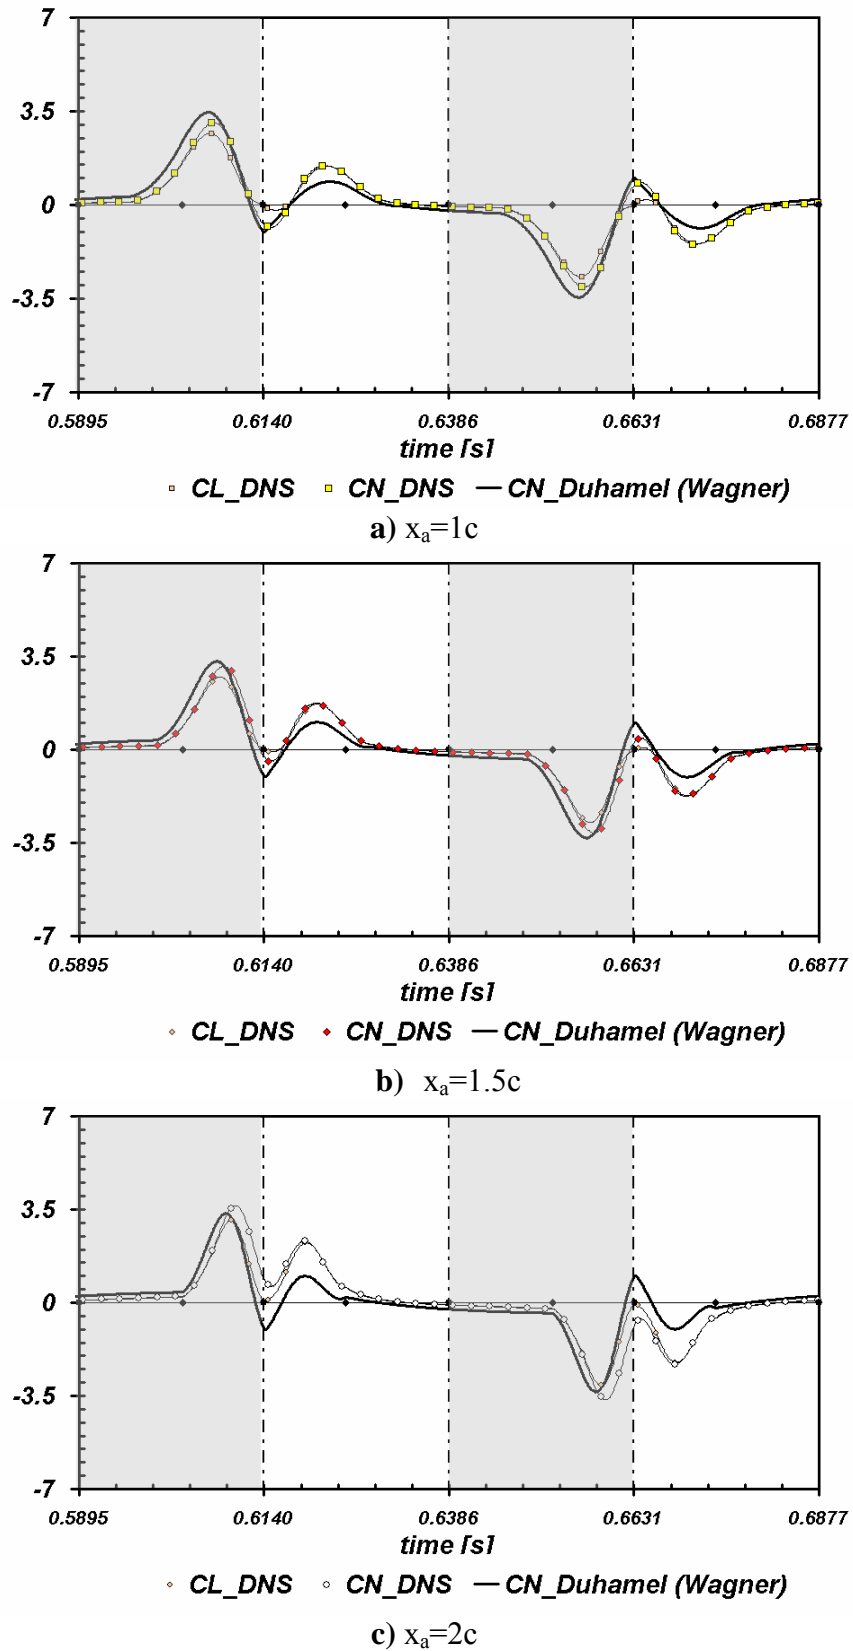 7
3.5
0
-3.5
-7
0.5895 0.6140 0.6386 0.6631 0.6877
time [s]
CL_DNS CN_DNS CN_Duhamel (Wagner)
a) xa=1c
7
3.5
0
-3.5
-7
0.5895 0.6140 0.6386 0.6631 0.6877
time [s]
CL_DNS CN_DNS CN_Duhamel (Wagner)
b) xa=1.5c
7
3.5
0
-3.5
-7
0.5895 0.6140 0.6386 0.6631 0.6877
time [s]
CL_DNS CN_DNS CN_Duhamel (Wagner)
c) xa=2c